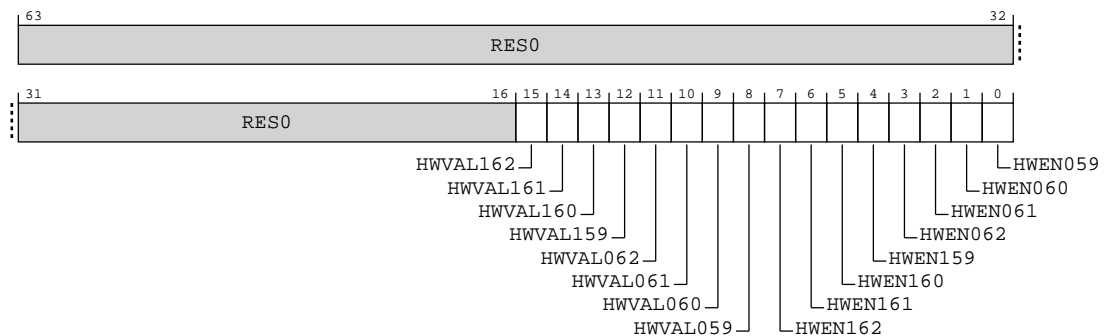 63 32
RES0
31 16 15 14 13 12 11 10 9 8 7 6 5 4 3 2 1 0
RES0
HWVAL162 HWEN059
HWVAL161 HWEN060
HWVAL160 HWEN061
HWVAL159 HWEN062
HWVAL062 HWEN159
HWVAL061 HWEN160
HWVAL060 HWEN161
HWVAL059 HWEN162